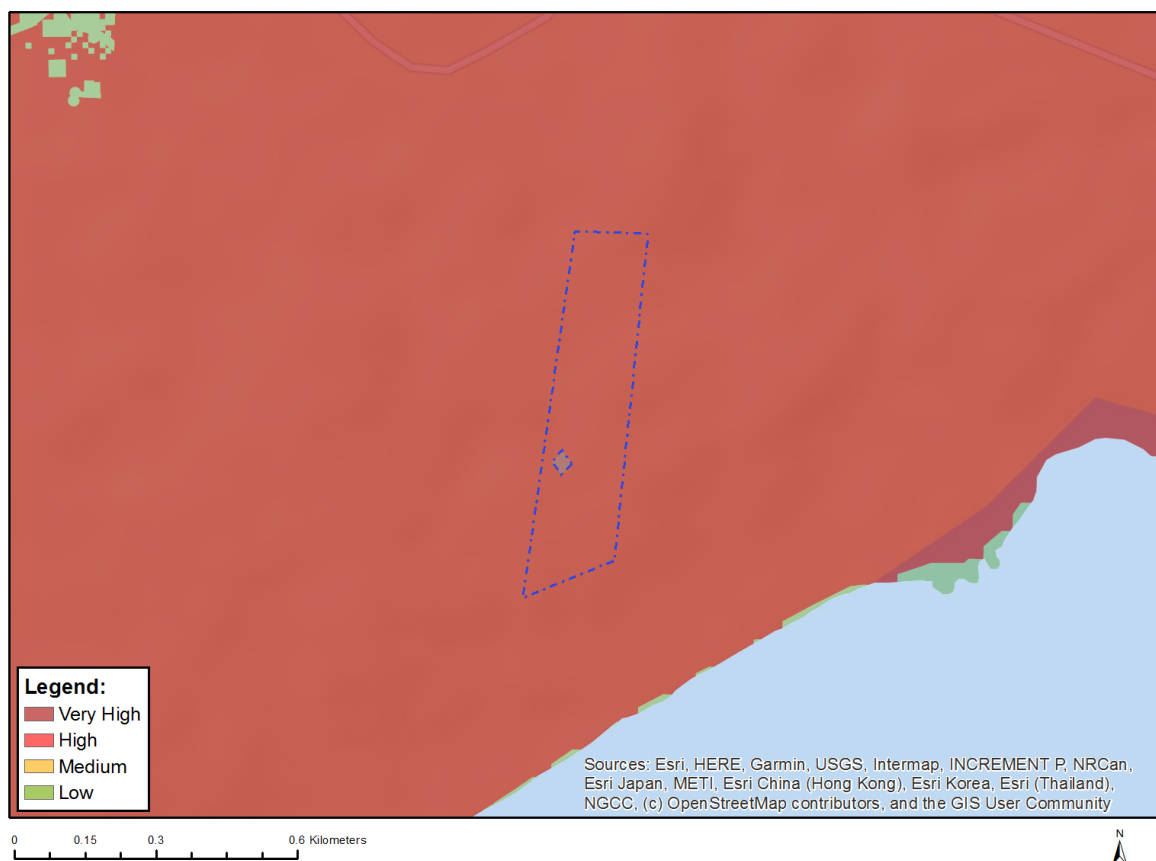 Legend:
Very High
High
Medium
Low
Sources: Esri, HERE, Garmin, USGS, Intermap, INCREMENT P, NRCan,
Esri Japan, METI, Esri China (Hong Kong), Esri Korea, Esri (Thailand),
NGCC, (c) OpenStreetMap contributors, and the GIS User Community
0 0.15 0.3 0.6 Kilometers
N